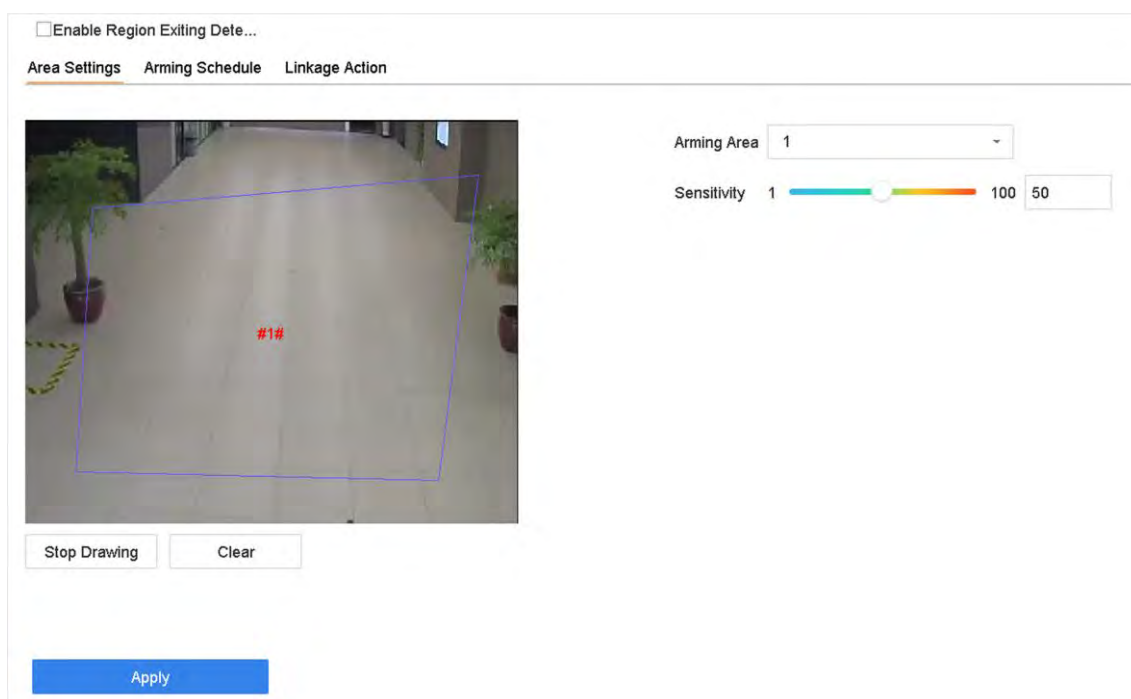 Enable Region Exiting Dete...
Area Settings Arming Schedule Linkage Action
Arming Area 1
Sensitivity 1 100 50
#1#
Stop Drawing Clear
Apply